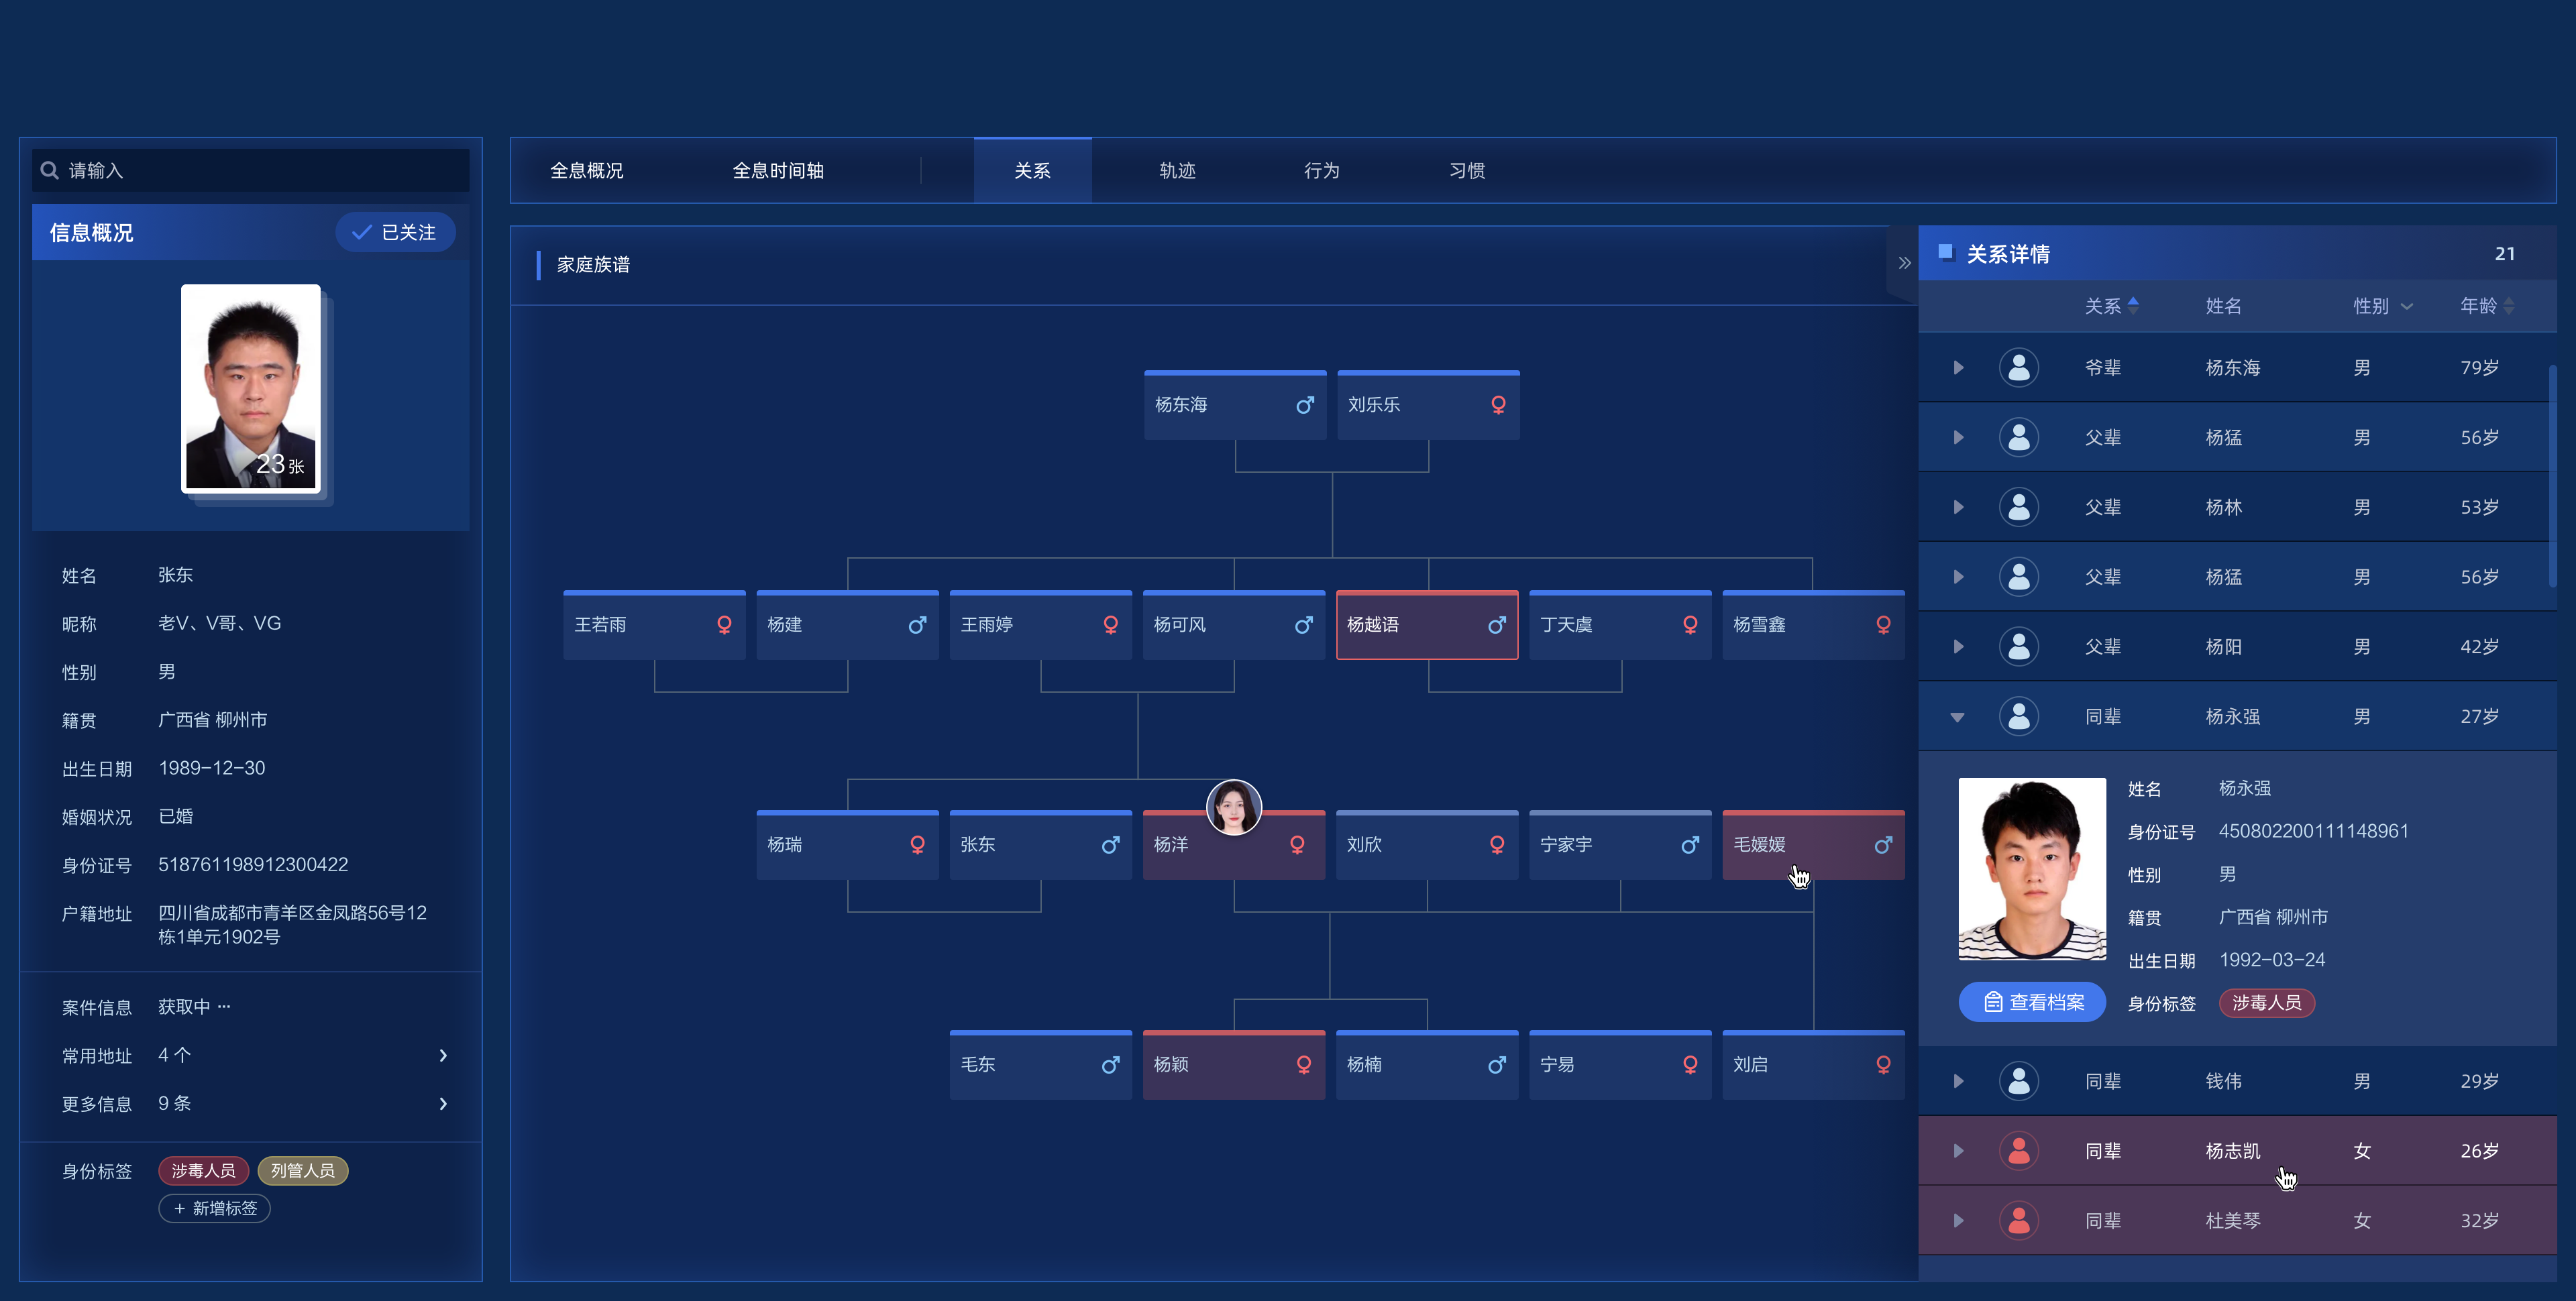 请输入
信息概况
已关注
23张
姓名 张东
昵称 老V、V哥、VG
性别 男
籍贯 广西省 柳州市
出生日期 1989-12-30
婚姻状况 已婚
身份证号 518761198912300422
户籍地址 四川省成都市青羊区金凤路56号12
栋1单元1902号
案件信息 获取中 ···
常用地址 4 个
更多信息 9 条
身份标签 涉毒人员 列管人员
+ 新增标签
全息概况 全息时间轴 关系 轨迹 行为 习惯
家庭族谱
杨东海 刘乐乐
王若雨 杨建 王雨婷 杨可风 杨越语 丁天虞 杨雪鑫
杨瑞 张东 杨洋 刘欣 宁家宇 毛媛媛
毛东 杨颖 杨楠 宁易 刘启
关系详情 21
关系 姓名 性别 年龄
爷辈 杨东海 男 79岁
父辈 杨猛 男 56岁
父辈 杨林 男 53岁
父辈 杨猛 男 56岁
父辈 杨阳 男 42岁
同辈 杨永强 男 27岁
姓名 杨永强
身份证号 450802200111148961
性别 男
籍贯 广西省 柳州市
出生日期 1992-03-24
查看档案
身份标签 涉毒人员
同辈 钱伟 男 29岁
同辈 杨志凯 女 26岁
同辈 杜美琴 女 32岁